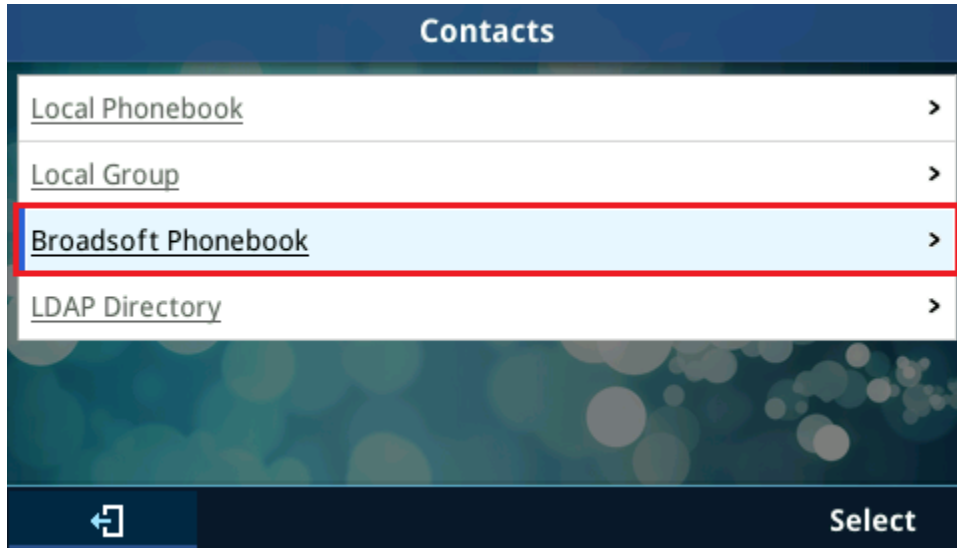 Contacts
Local Phonebook
Local Group
Broadsoft Phonebook
LDAP Directory
Select